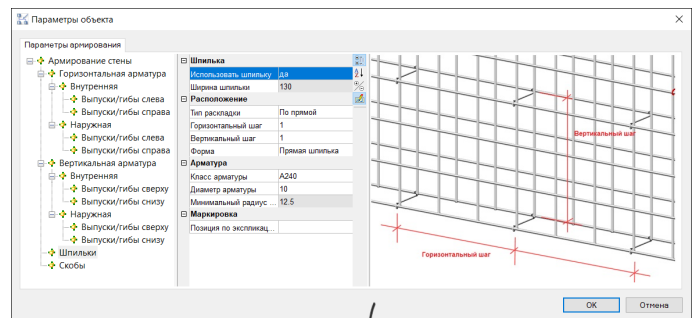 Параметры объекта
Параметры армирования
Армирование стены
Горизонтальная арматура
Внутренняя
Выпуски/гибы слева
Выпуски/гибы справа
Наружная
Выпуски/гибы слева
Выпуски/гибы справа
Вертикальная арматура
Внутренняя
Выпуски/гибы сверху
Выпуски/гибы снизу
Наружная
Выпуски/гибы сверху
Выпуски/гибы снизу
Шпильки
Скобы
Шпилька
Использовать шпильку да
Ширина шпильки 130
Расположение
Тип раскладки По прямой
Горизонтальный шаг 1
Вертикальный шаг 1
Форма Прямая шпилька
Арматура
Класс арматуры A240
Диаметр арматуры 10
Минимальный радиус ... 12.5
Маркировка
Позиция по экспликац...
Вертикальный шаг
Горизонтальный шаг
OK Отмена